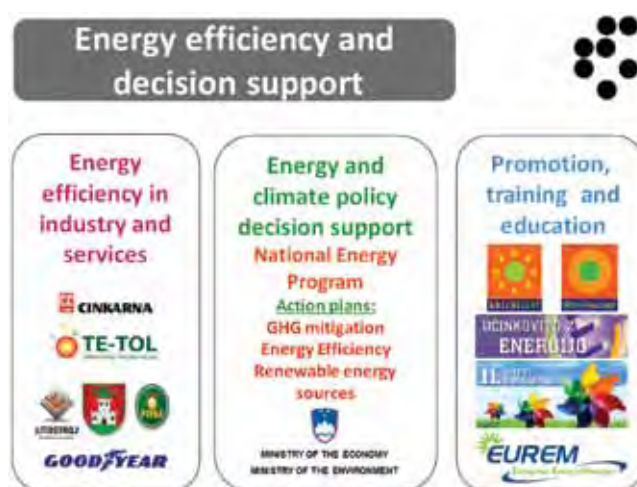 Energy efficiency and
decision support
Energy
efficiency in
industry and
services
CINKARNA
TE-TOL
LITOSTROJ
GOODYEAR
Energy and
climate policy
decision support
National Energy
Program
Action plans:
GHG mitigation
Energy Efficiency
Renewable energy
sources
MINISTRY OF THE ECONOMY
MINISTRY OF THE ENVIRONMENT
Promotion,
training and
education
UČINKOVITO Z
ENERGIJO
11.
EUREM